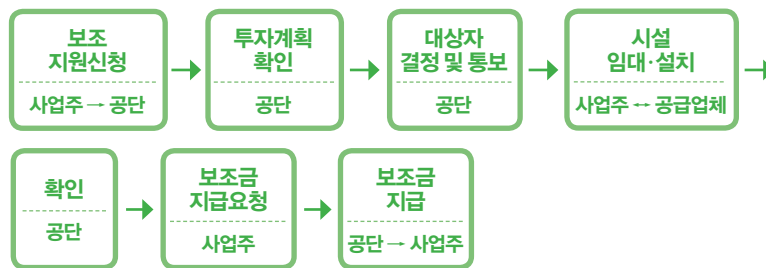 보조
지원신청
사업주 → 공단
투자계획
확인
공단
대상자
결정 및 통보
공단
시설
임대·설치
사업주 ↔ 공급업체
확인
공단
보조금
지급요청
사업주
보조금
지급
공단 → 사업주